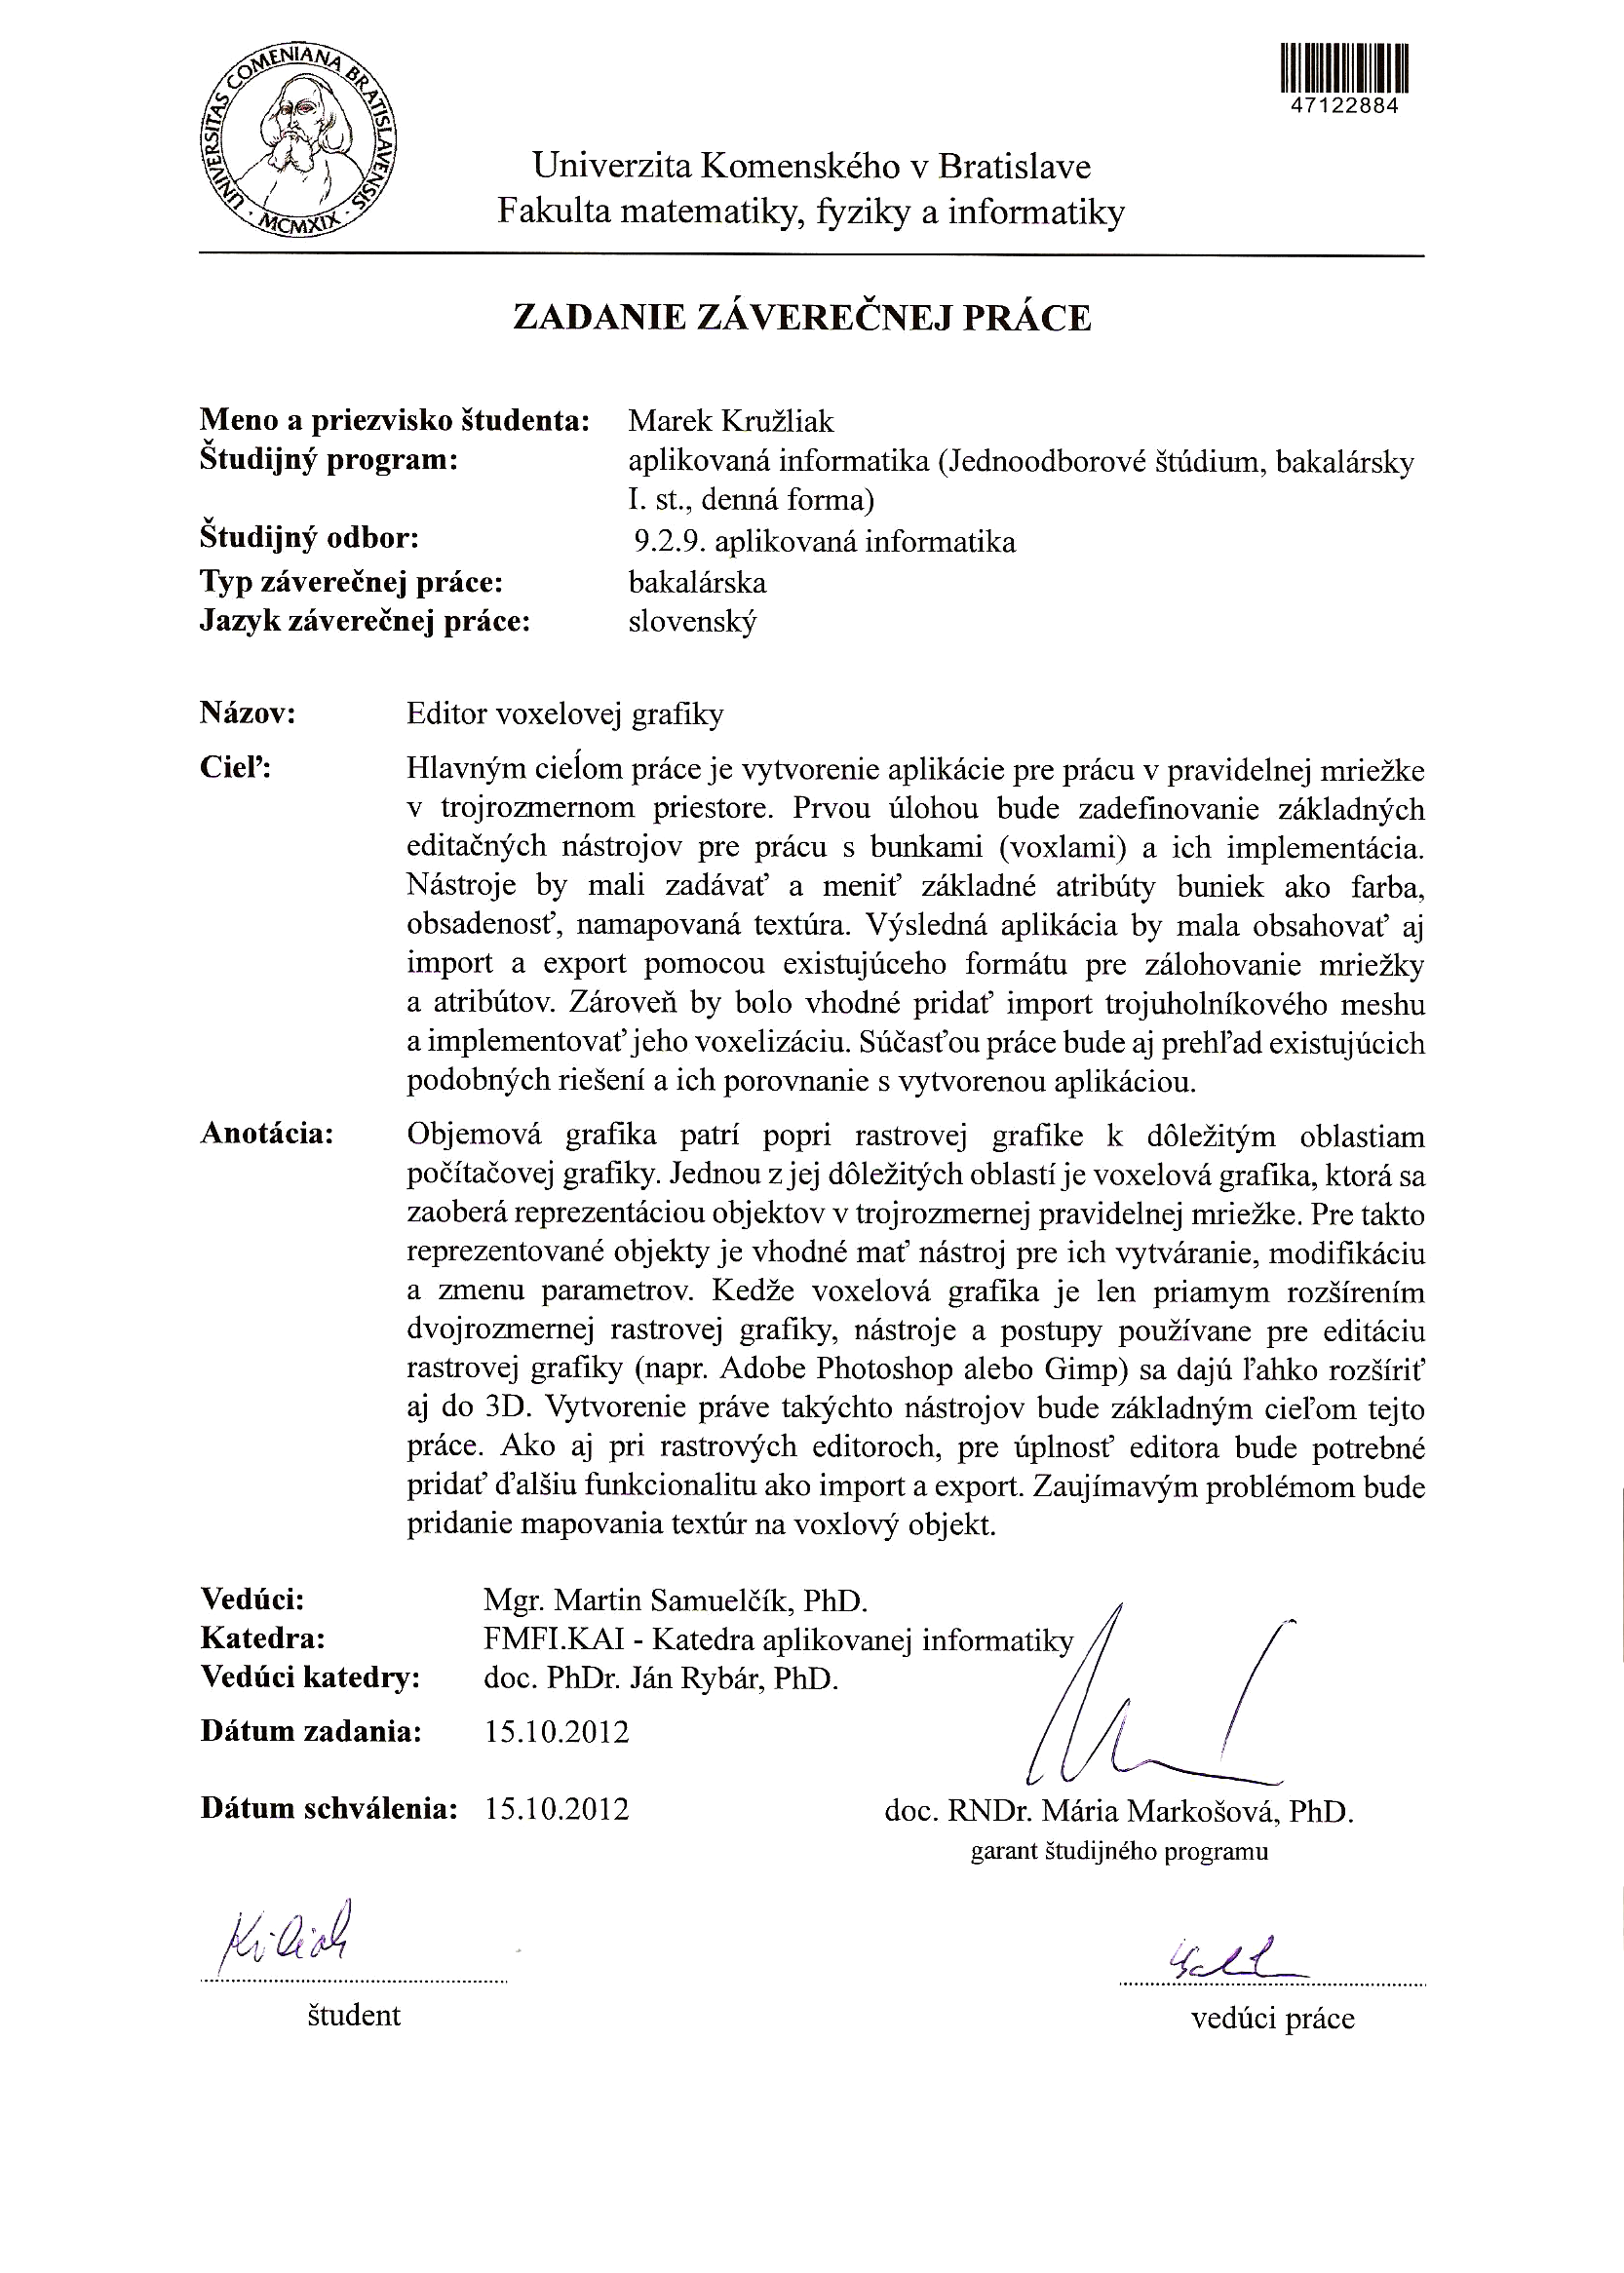 UNIVERSITAS COMENIANA BRATISLAVENSIS · MCMXIX ·
47122884
Univerzita Komenského v Bratislave
Fakulta matematiky, fyziky a informatiky
ZADANIE ZÁVEREČNEJ PRÁCE
Meno a priezvisko študenta: Marek Kružliak
Študijný program: aplikovaná informatika (Jednoodborové štúdium, bakalársky
I. st., denná forma)
Študijný odbor: 9.2.9. aplikovaná informatika
Typ záverečnej práce: bakalárska
Jazyk záverečnej práce: slovenský
Názov: Editor voxelovej grafiky
Cieľ: Hlavným cieĺom práce je vytvorenie aplikácie pre prácu v pravidelnej mriežke
v trojrozmernom priestore. Prvou úlohou bude zadefinovanie základných
editačných nástrojov pre prácu s bunkami (voxlami) a ich implementácia.
Nástroje by mali zadávať a meniť základné atribúty buniek ako farba,
obsadenosť, namapovaná textúra. Výsledná aplikácia by mala obsahovať aj
import a export pomocou existujúceho formátu pre zálohovanie mriežky
a atribútov. Zároveň by bolo vhodné pridať import trojuholníkového meshu
a implementovať jeho voxelizáciu. Súčasťou práce bude aj prehľad existujúcich
podobných riešení a ich porovnanie s vytvorenou aplikáciou.
Anotácia: Objemová grafika patrí popri rastrovej grafike k dôležitým oblastiam
počítačovej grafiky. Jednou z jej dôležitých oblastí je voxelová grafika, ktorá sa
zaoberá reprezentáciou objektov v trojrozmernej pravidelnej mriežke. Pre takto
reprezentované objekty je vhodné mať nástroj pre ich vytváranie, modifikáciu
a zmenu parametrov. Kedže voxelová grafika je len priamym rozšírením
dvojrozmernej rastrovej grafiky, nástroje a postupy používane pre editáciu
rastrovej grafiky (napr. Adobe Photoshop alebo Gimp) sa dajú ľahko rozšíriť
aj do 3D. Vytvorenie práve takýchto nástrojov bude základným cieľom tejto
práce. Ako aj pri rastrových editoroch, pre úplnosť editora bude potrebné
pridať ďalšiu funkcionalitu ako import a export. Zaujímavým problémom bude
pridanie mapovania textúr na voxlový objekt.
Vedúci: Mgr. Martin Samuelčík, PhD.
Katedra: FMFI.KAI - Katedra aplikovanej informatiky
Vedúci katedry: doc. PhDr. Ján Rybár, PhD.
Dátum zadania: 15.10.2012
Dátum schválenia: 15.10.2012
doc. RNDr. Mária Markošová, PhD.
garant študijného programu
študent
vedúci práce